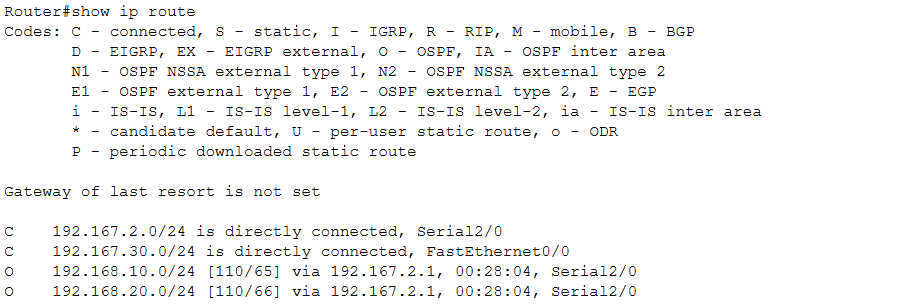 Router#show ip route
Codes: C - connected, S - static, I - IGRP, R - RIP, M - mobile, B - BGP
       D - EIGRP, EX - EIGRP external, O - OSPF, IA - OSPF inter area
       N1 - OSPF NSSA external type 1, N2 - OSPF NSSA external type 2
       E1 - OSPF external type 1, E2 - OSPF external type 2, E - EGP
       i - IS-IS, L1 - IS-IS level-1, L2 - IS-IS level-2, ia - IS-IS inter area
       * - candidate default, U - per-user static route, o - ODR
       P - periodic downloaded static route
Gateway of last resort is not set
C    192.167.2.0/24 is directly connected, Serial2/0
C    192.167.30.0/24 is directly connected, FastEthernet0/0
O    192.168.10.0/24 [110/65] via 192.167.2.1, 00:28:04, Serial2/0
O    192.168.20.0/24 [110/66] via 192.167.2.1, 00:28:04, Serial2/0